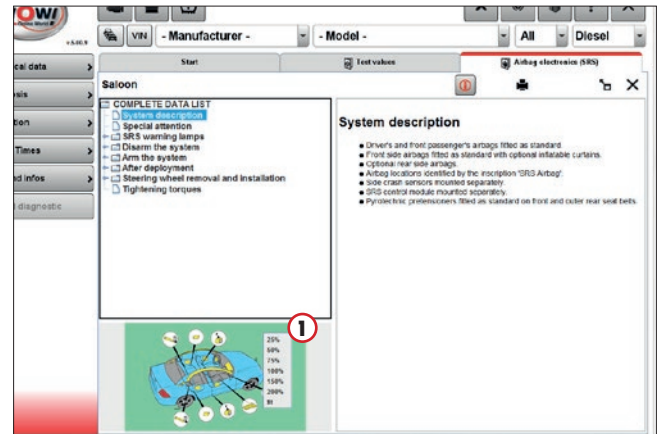 OWI
Online World
v 5.60.9
VIN
- Manufacturer -
- Model -
All
Diesel
cal data
Start
Test values
Airbag electronics (SRS)
Saloon
COMPLETE DATA LIST
System description
Special attention
SRS warning lamps
Disarm the system
Arm the system
After deployment
Steering wheel removal and installation
Tightening torques
Times
d infos
diagnostic
System description
Driver's and front passenger's airbags fitted as standard.
Front side airbags fitted as standard with optional inflatable curtains.
Optional rear side airbags.
Airbag locations identified by the inscription 'SRS Airbag'.
Side crash sensors mounted separately.
SRS control module mounted separately.
Pyrotechnic pretensioners fitted as standard on front and outer rear seat belts.
1
25%
50%
75%
100%
150%
200%